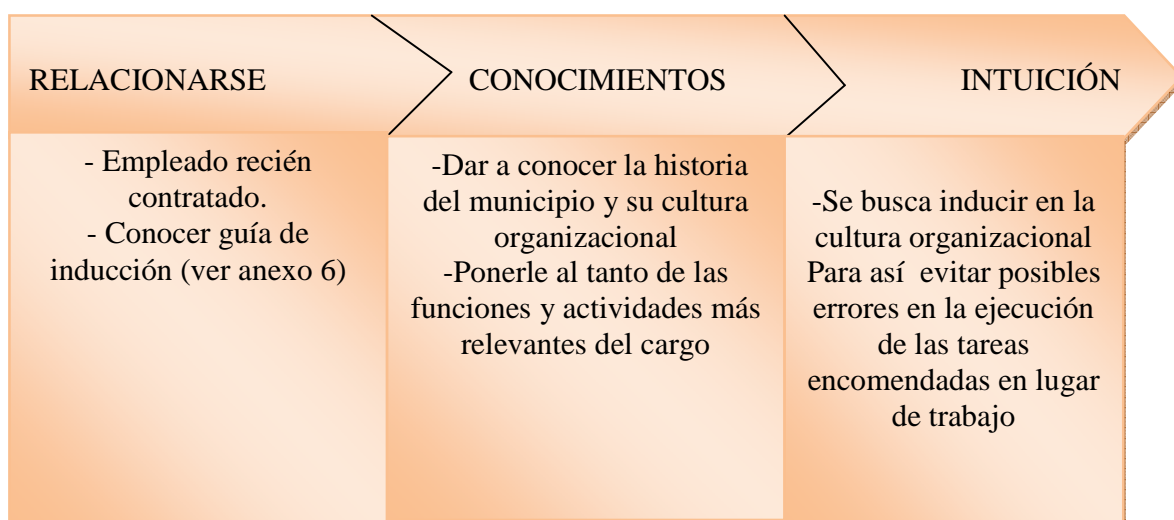 RELACIONARSE
CONOCIMIENTOS
INTUICIÓN
- Empleado recién
contratado.
- Conocer guía de
inducción (ver anexo 6)
-Dar a conocer la historia
del municipio y su cultura
organizacional
-Ponerle al tanto de las
funciones y actividades más
relevantes del cargo
-Se busca inducir en la
cultura organizacional
Para así evitar posibles
errores en la ejecución
de las tareas
encomendadas en lugar
de trabajo